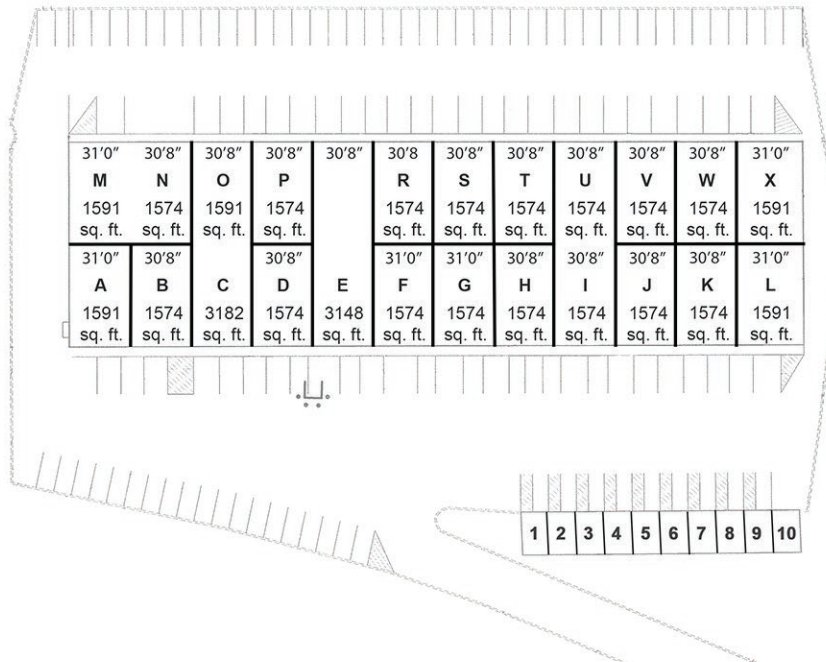 31'0" 30'8" 30'8" 30'8" 30'8" 30'8 30'8" 30'8" 30'8" 30'8" 30'8" 31'0"
M N O P R S T U V W X
1591 1574 1591 1574 1574 1574 1574 1574 1574 1574 1591
sq. ft. sq. ft. sq. ft. sq. ft. sq. ft. sq. ft. sq. ft. sq. ft. sq. ft. sq. ft. sq. ft.
31'0" 30'8" 30'8" 31'0" 31'0" 30'8" 30'8" 30'8" 30'8" 31'0"
A B C D E F G H I J K L
1591 1574 3182 1574 3148 1574 1574 1574 1574 1574 1574 1591
sq. ft. sq. ft. sq. ft. sq. ft. sq. ft. sq. ft. sq. ft. sq. ft. sq. ft. sq. ft. sq. ft. sq. ft.
1 2 3 4 5 6 7 8 9 10